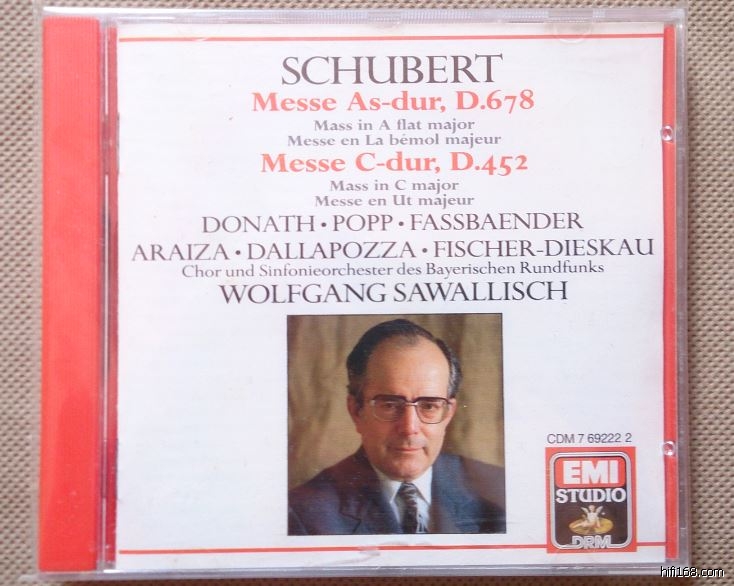 SCHUBERT
Messe As-dur, D.678
Mass in A flat major
Messe en La bémol majeur
Messe C-dur, D.452
Mass in C major
Messe en Ut majeur
DONATH • POPP • FASSBAENDER
ARAIZA • DALLAPOZZA • FISCHER-DIESKAU
Chor und Sinfonieorchester des Bayerischen Rundfunks
WOLFGANG SAWALLISCH
CDM 7 69222 2
EMI
STUDIO
DRM
hifi168.com